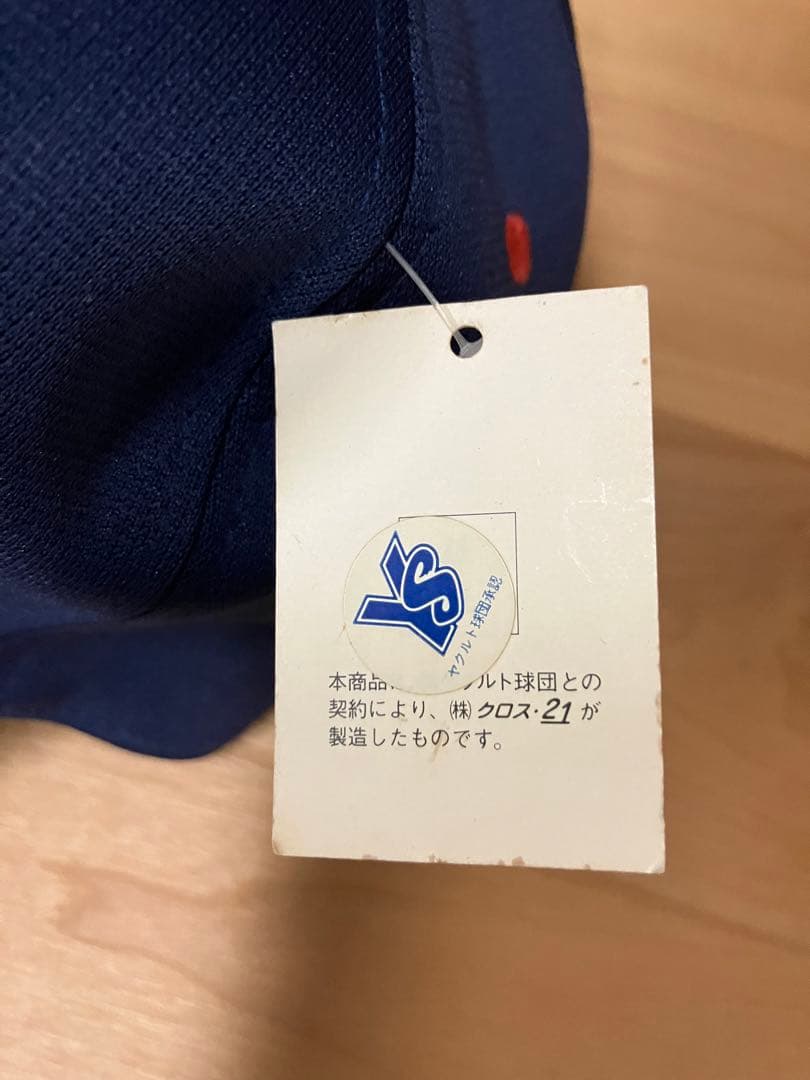 YS
ヤクルト球団承認
本商品 ルト球団との
契約により、㈱クロス・21が
製造したものです。